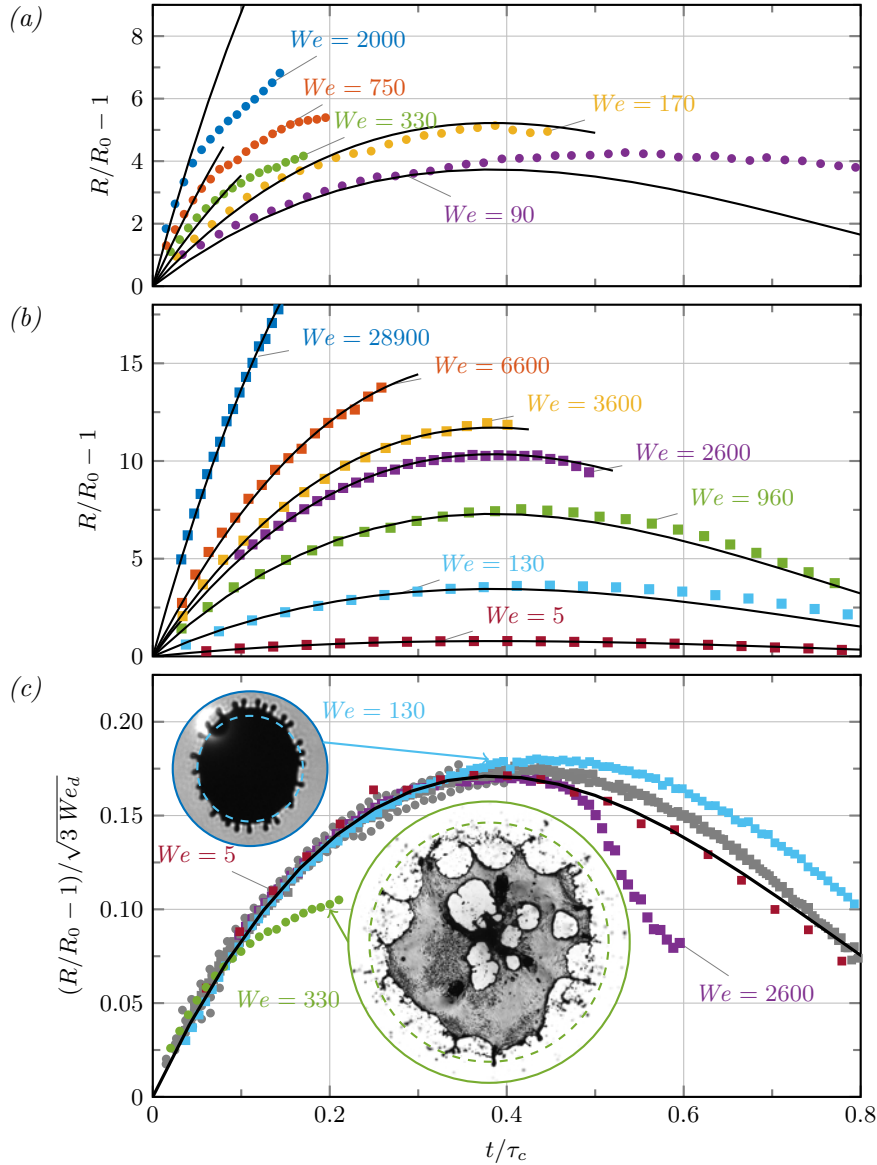 (a)
8
6
4
2
0
R/R₀ − 1
We = 2000
We = 750
We = 330
We = 170
We = 90
(b)
15
10
5
0
R/R₀ − 1
We = 28900
We = 6600
We = 3600
We = 2600
We = 960
We = 130
We = 5
(c)
0.20
0.15
0.10
0.05
0
(R/R₀ − 1)/√3 We_d
We = 130
We = 5
We = 330
We = 2600
0 0.2 0.4 0.6 0.8
t/τ_c